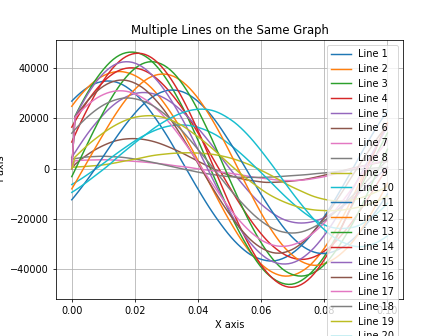 Multiple Lines on the Same Graph
40000
20000
0
−20000
−40000
0.00
0.02
0.04
0.06
X axis
Line 1
Line 2
Line 3
Line 4
Line 5
Line 6
Line 7
Line 8
Line 9
Line 10
Line 11
Line 12
Line 13
Line 14
Line 15
Line 16
Line 17
Line 18
Line 19
Line 20